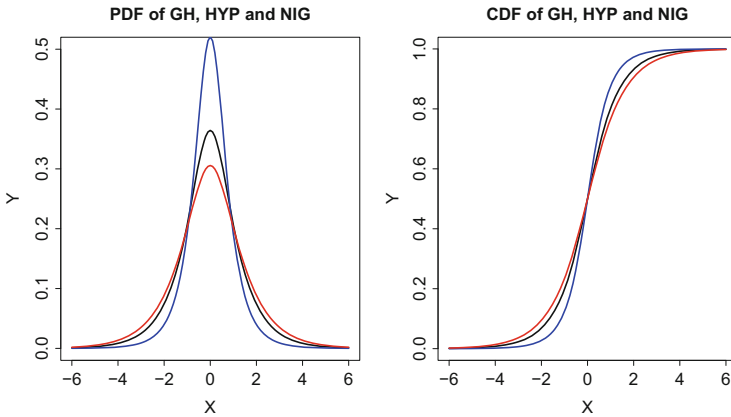 PDF of GH, HYP and NIG
Y
0.5
0.4
0.3
0.2
0.1
0.0
−6 −4 −2 0 2 4 6
X
CDF of GH, HYP and NIG
Y
1.0
0.8
0.6
0.4
0.2
0.0
−6 −4 −2 0 2 4 6
X